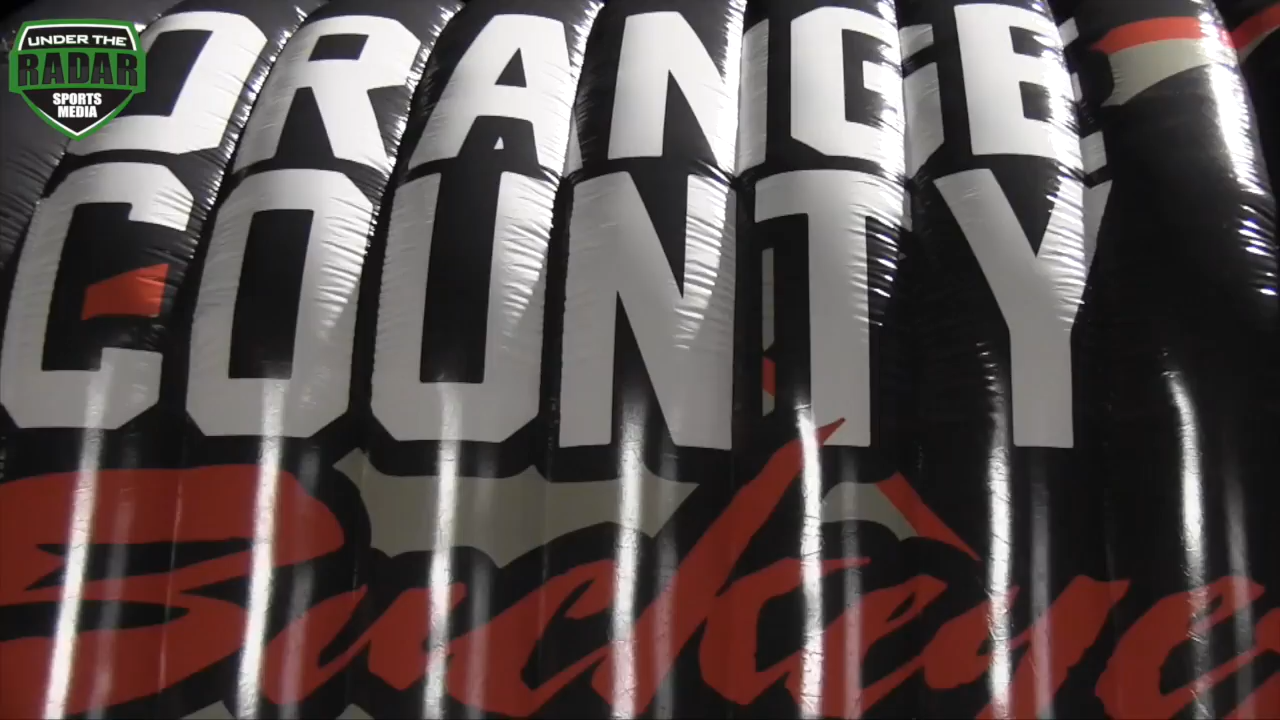 UNDER THE
RADAR
SPORTS
MEDIA
ORANGE
COUNTY
Buckeyes